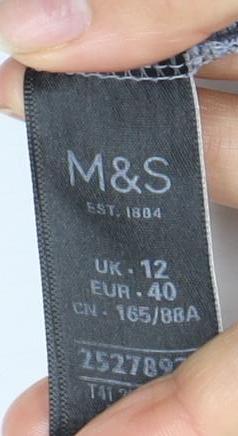 M&S
EST. 1884
UK · 12
EUR · 40
CN · 165/88A